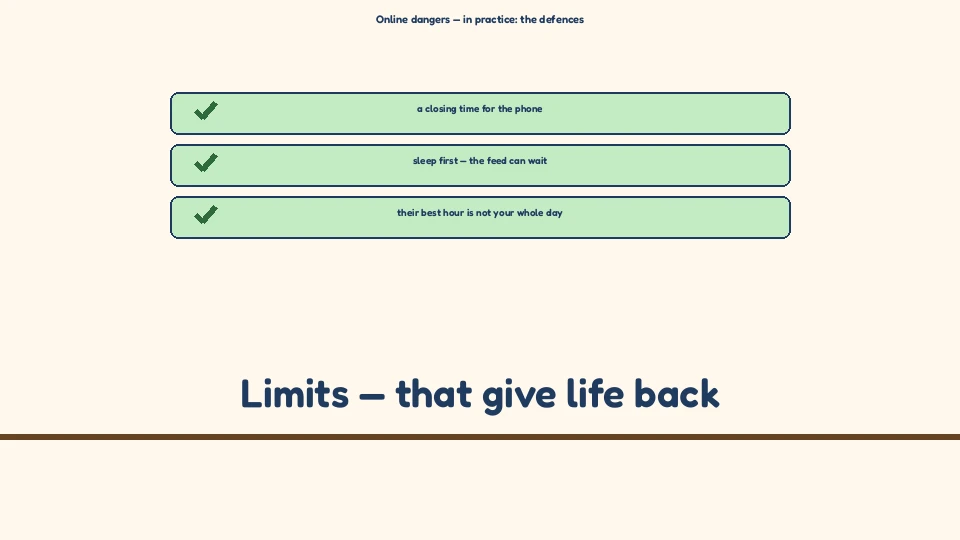 Online dangers — in practice: the defences
a closing time for the phone
sleep first — the feed can wait
their best hour is not your whole day
Limits — that give life back